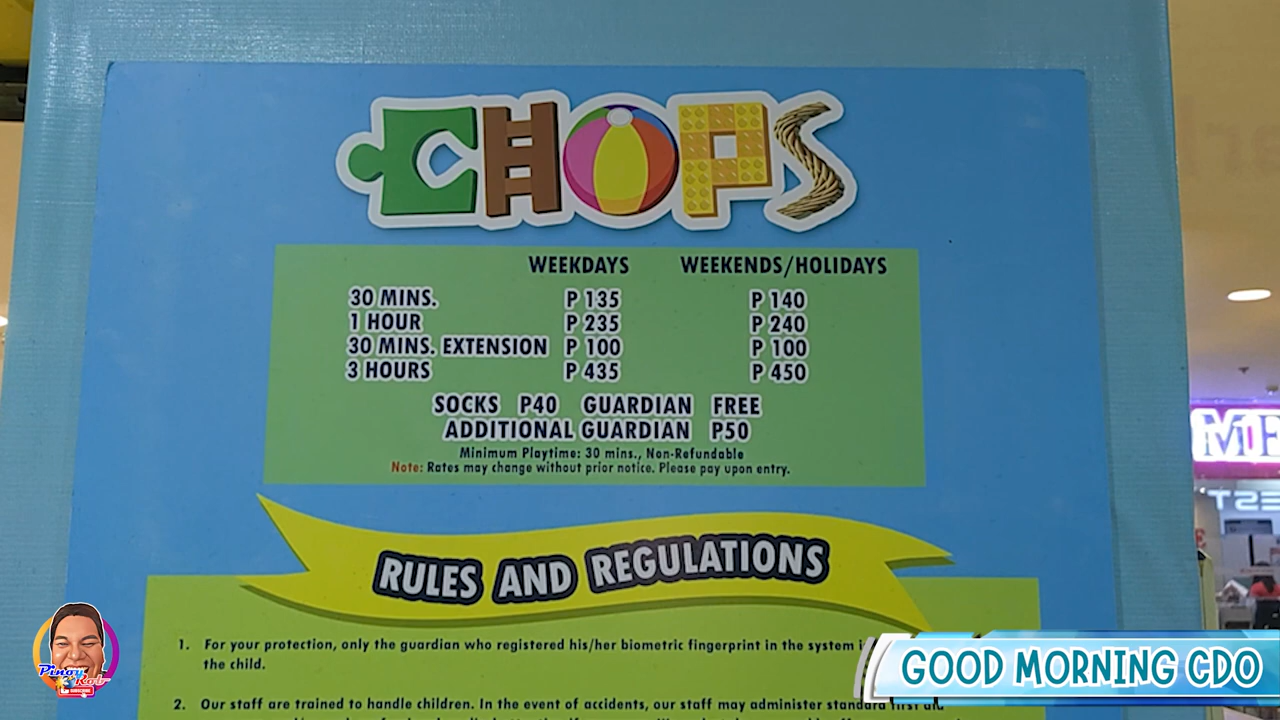 CHOPS
WEEKDAYS WEEKENDS/HOLIDAYS
30 MINS. P 135 P 140
1 HOUR P 235 P 240
30 MINS. EXTENSION P 100 P 100
3 HOURS P 435 P 450
SOCKS P40 GUARDIAN FREE
ADDITIONAL GUARDIAN P50
Minimum Playtime: 30 mins., Non-Refundable
Note: Rates may change without prior notice. Please pay upon entry.
RULES AND REGULATIONS
1. For your protection, only the guardian who registered his/her biometric fingerprint in the system
the child.
2. Our staff are trained to handle children. In the event of accidents, our staff may administer standard first aid
Pinoy
Rob
SUBSCRIBE
GOOD MORNING CDO